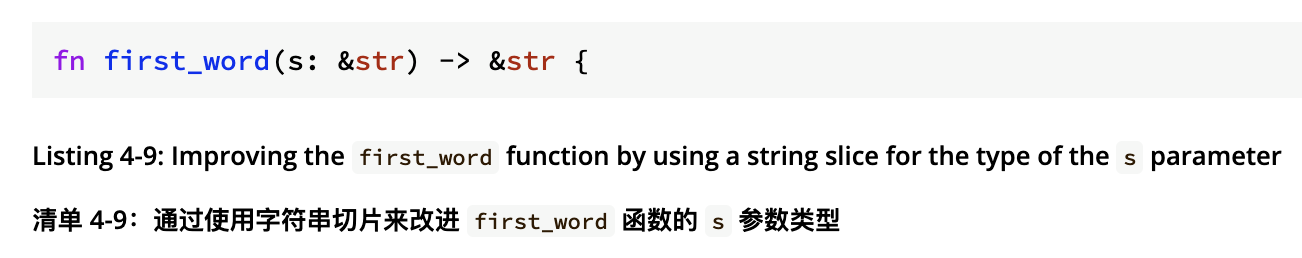 fn first_word(s: &str) -> &str {
Listing 4-9: Improving the first_word function by using a string slice for the type of the s parameter
清单 4-9：通过使用字符串切片来改进 first_word 函数的 s 参数类型